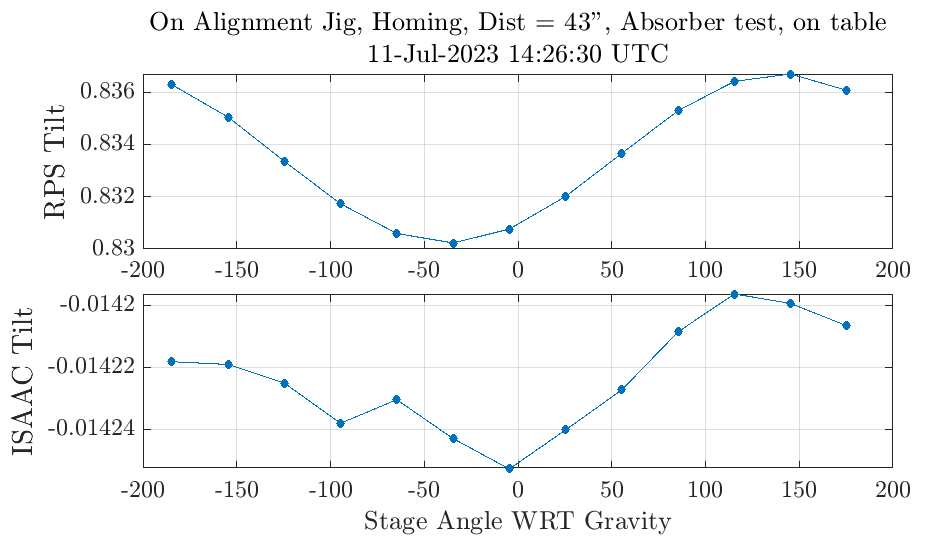 On Alignment Jig, Homing, Dist = 43”, Absorber test, on table
11-Jul-2023 14:26:30 UTC
RPS Tilt
0.836
0.834
0.832
0.83
-200 -150 -100 -50 0 50 100 150 200
ISAAC Tilt
-0.0142
-0.01422
-0.01424
-200 -150 -100 -50 0 50 100 150 200
Stage Angle WRT Gravity